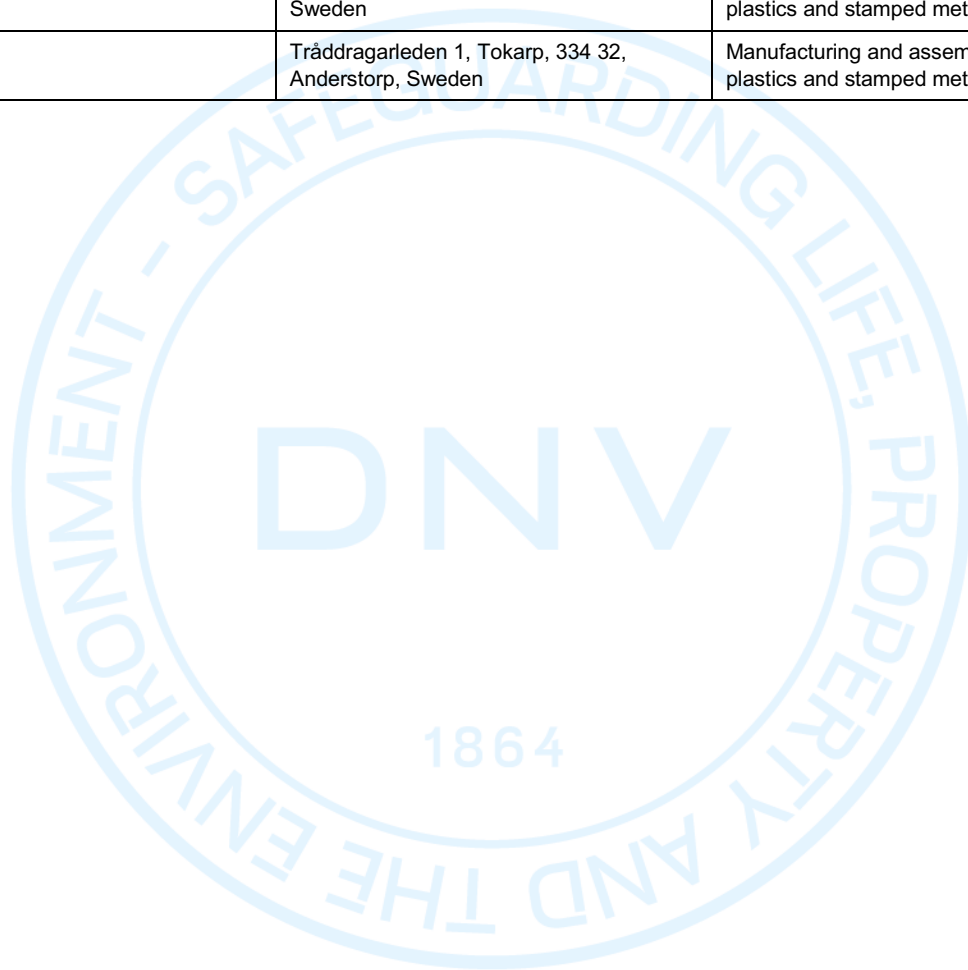 Sweden
plastics and stamped met
Tråddragarleden 1, Tokarp, 334 32,
Anderstorp, Sweden
Manufacturing and assem
plastics and stamped met
SAFEGUARDING LIFE, PROPERTY AND THE ENVIRONMENT -
DNV
1864